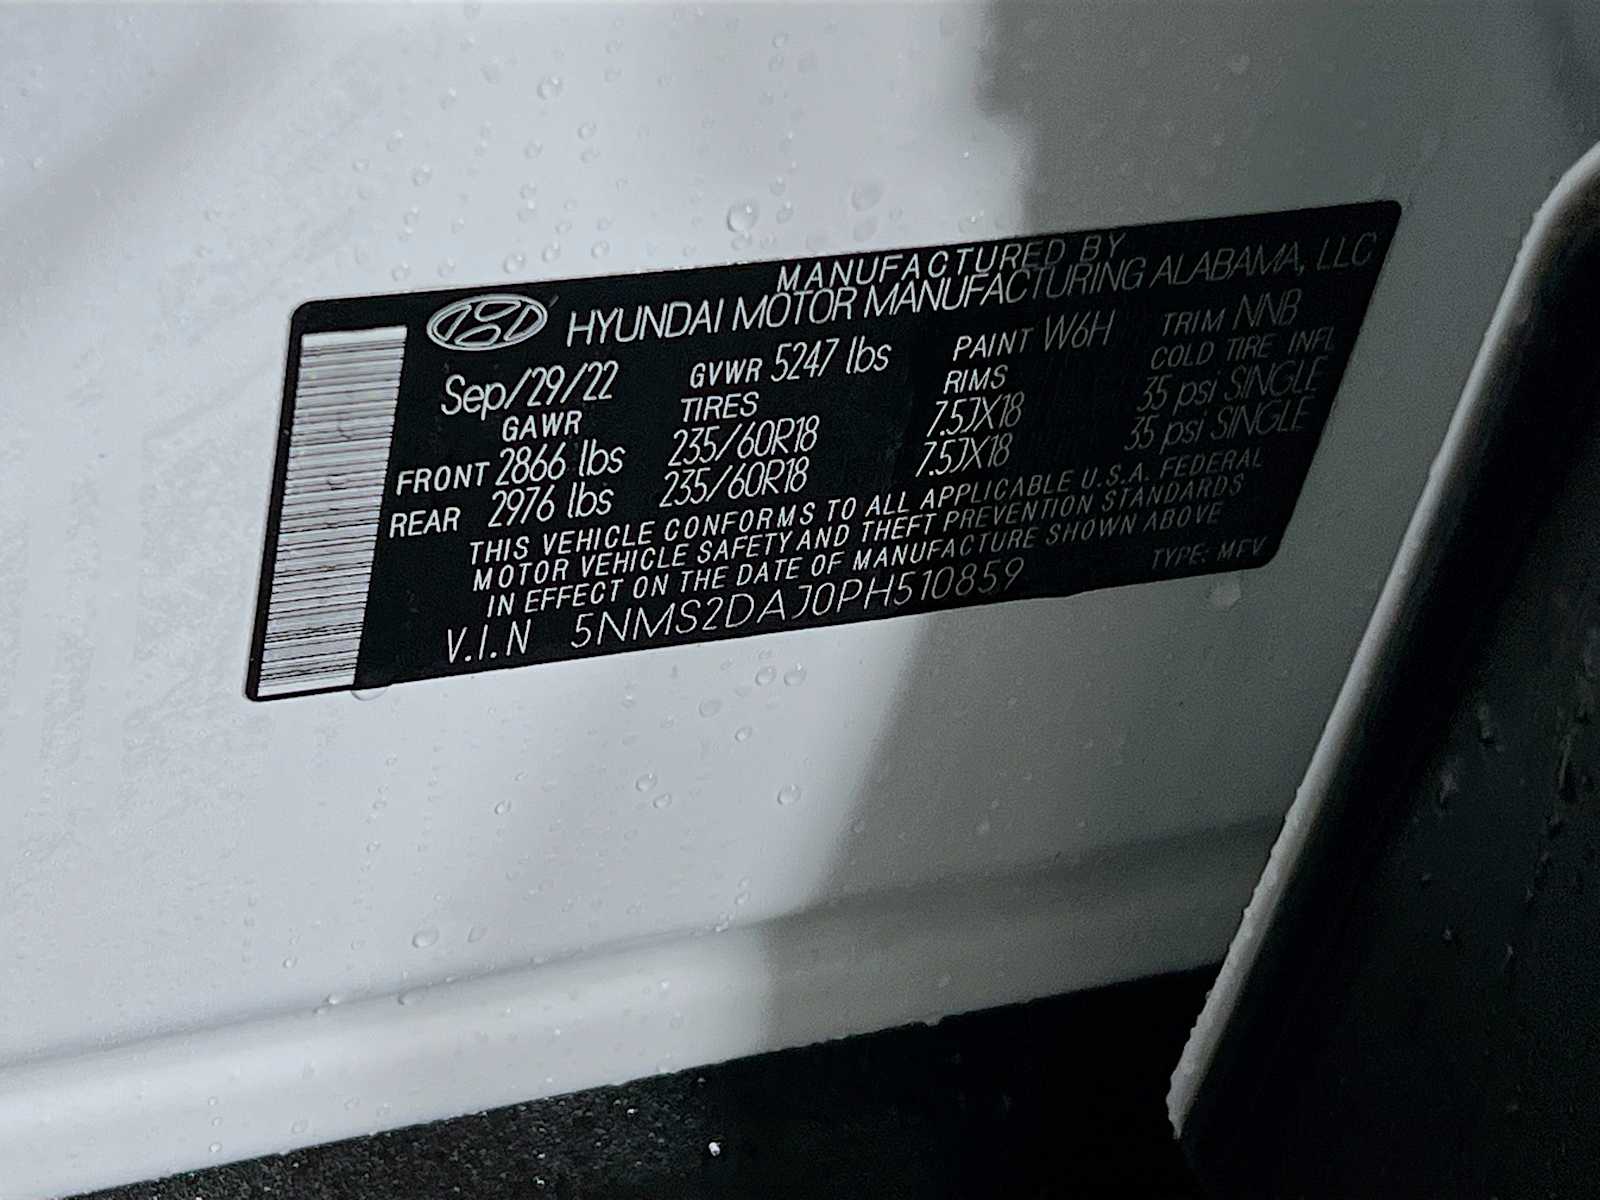 MANUFACTURED BY
HYUNDAI MOTOR MANUFACTURING ALABAMA, LLC
Sep/29/22 GVWR 5247 lbs PAINT W6H TRIM NNB
GAWR TIRES RIMS COLD TIRE INFL
FRONT 2866 lbs 235/60R18 7.5JX18 35 psi SINGLE
REAR 2976 lbs 235/60R18 7.5JX18 35 psi SINGLE
THIS VEHICLE CONFORMS TO ALL APPLICABLE U.S.A. FEDERAL
MOTOR VEHICLE SAFETY AND THEFT PREVENTION STANDARDS
IN EFFECT ON THE DATE OF MANUFACTURE SHOWN ABOVE
V.I.N 5NMS2DAJ0PH510859 TYPE: MFV